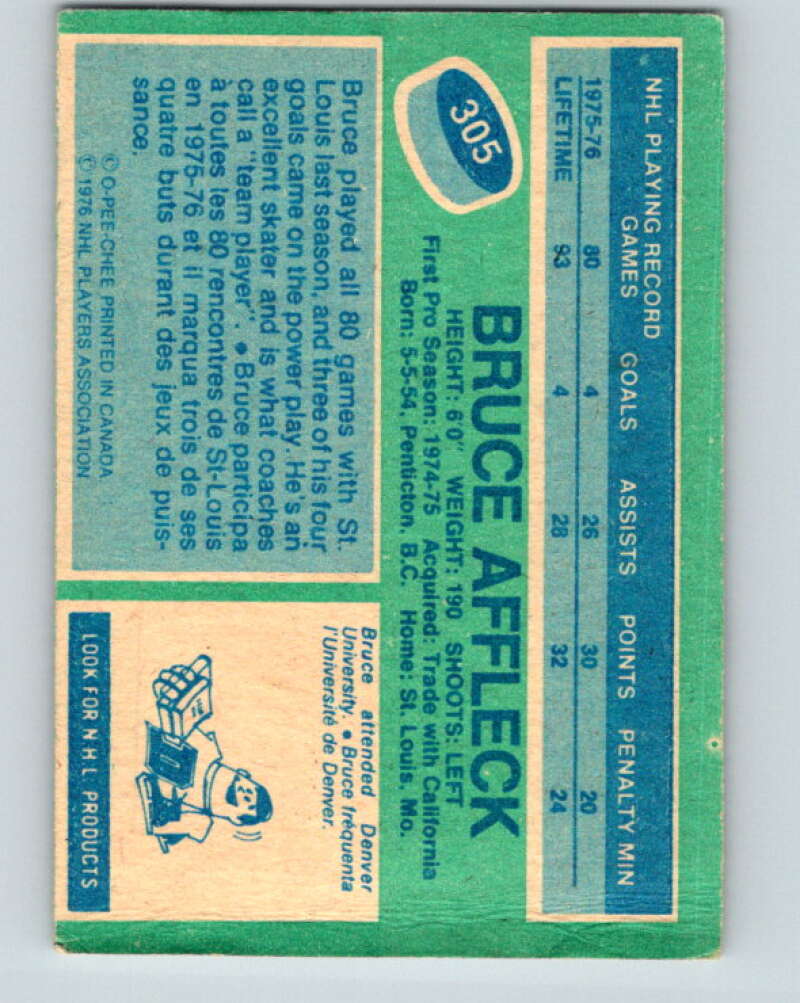 NHL PLAYING RECORD
GAMES GOALS ASSISTS POINTS PENALTY MIN
1975-76 80 4 26 30 20
LIFETIME 93 4 28 32 24
305
BRUCE AFFLECK
HEIGHT: 6'0" WEIGHT: 190 SHOOTS: LEFT
First Pro Season: 1974-75 Acquired: Trade with California
Born: 5-5-54, Penticton, B.C. Home: St. Louis, Mo.
Bruce played all 80 games with St.
Louis last season, and three of his four
goals came on the power play. He's an
excellent skater and is what coaches
call a "team player". • Bruce participa
à toutes les 80 rencontres de St-Louis
en 1975-76 et il marqua trois de ses
quatre buts durant des jeux de puis-
sance.
© O-PEE-CHEE PRINTED IN CANADA
© 1976 NHL PLAYERS ASSOCIATION
Bruce attended Denver
University. • Bruce fréquenta
l'Université de Denver.
LOOK FOR N.H.L PRODUCTS